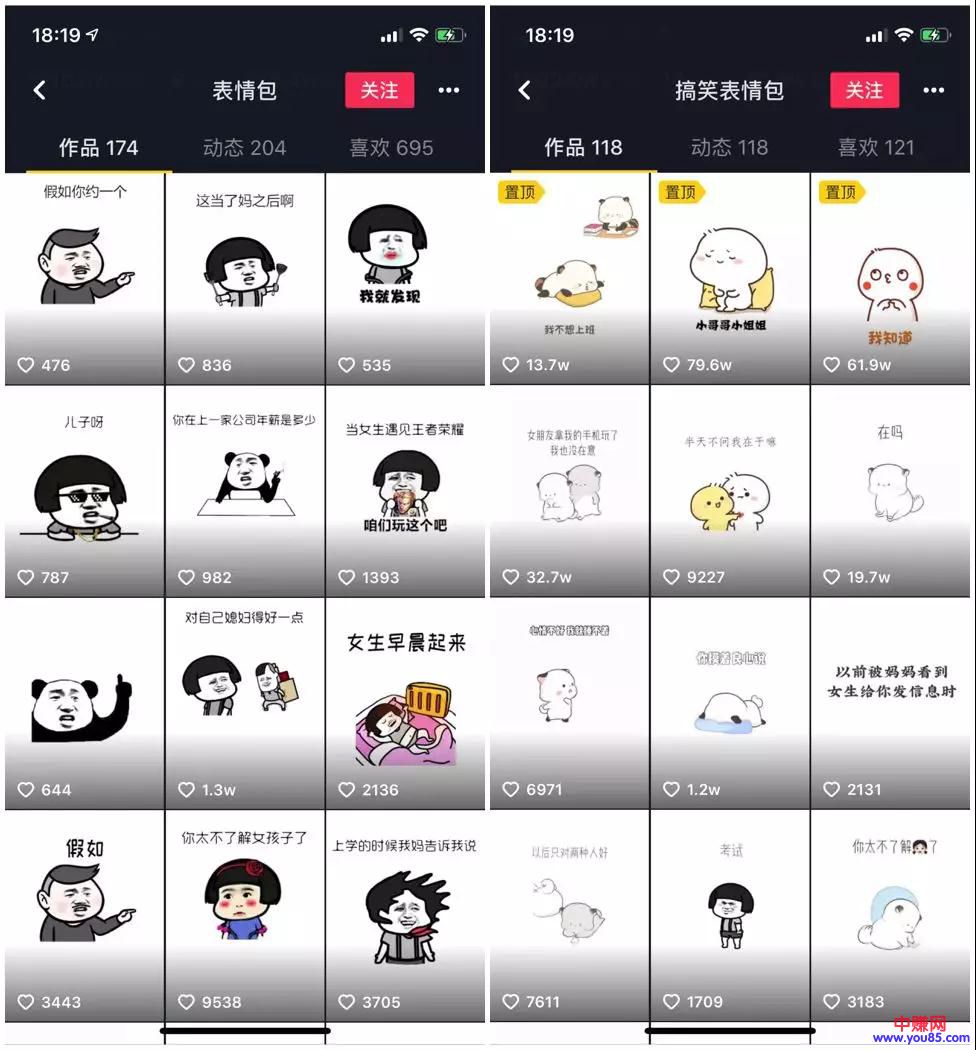 18:19
表情包
关注
作品 174
动态 204
喜欢 695
假如你约一个
476
这当了妈之后啊
836
我就发现
535
儿子呀
787
你在上一家公司年薪是多少
982
当女生遇见王者荣耀
咱们玩这个吧
1393
644
对自己媳妇得好一点
1.3w
女生早晨起来
2136
假如
3443
你太不了解女孩子了
9538
上学的时候我妈告诉我说
3705
18:19
搞笑表情包
关注
作品 118
动态 118
喜欢 121
置顶
我不想上班
13.7w
置顶
小哥哥小姐姐
79.6w
置顶
我知道
61.9w
女朋友拿我的手机玩了
我也没在意
32.7w
半天不问我在干嘛
9227
在吗
19.7w
心情不好 我就睡不着
6971
你摸着良心说
1.2w
以前被妈妈看到
女生给你发信息时
2131
以后只对两种人好
7611
考试
1709
你太不了解👧了
3183
中赚网
www.you85.com